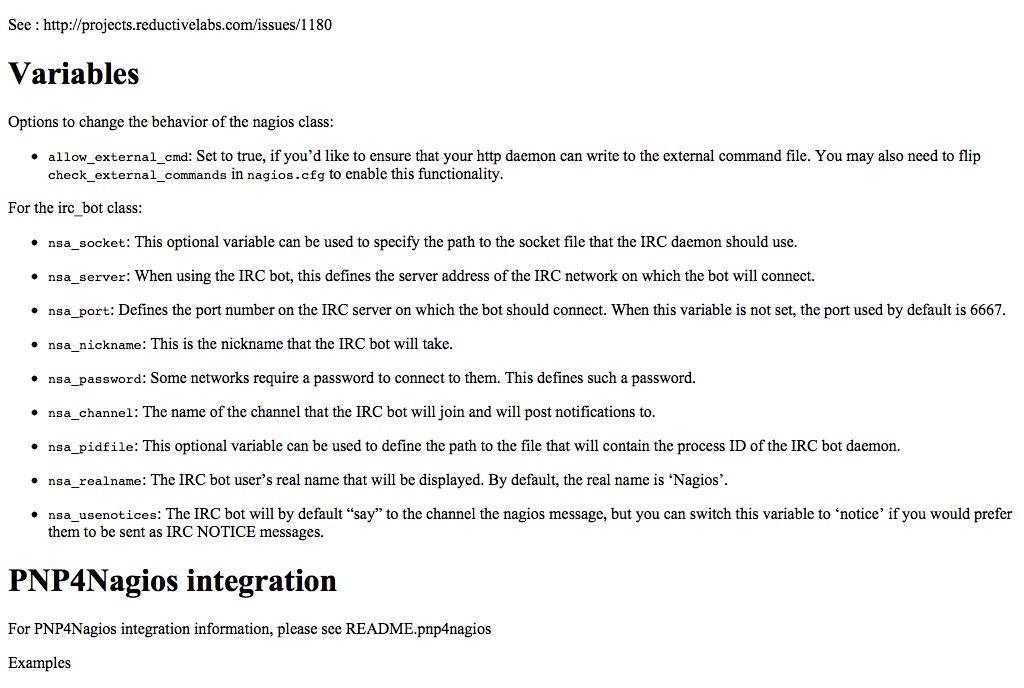 See : http://projects.reductivelabs.com/issues/1180
Variables
Options to change the behavior of the nagios class:
• allow_external_cmd: Set to true, if you’d like to ensure that your http daemon can write to the external command file. You may also need to flip
check_external_commands in nagios.cfg to enable this functionality.
For the irc_bot class:
• nsa_socket: This optional variable can be used to specify the path to the socket file that the IRC daemon should use.
• nsa_server: When using the IRC bot, this defines the server address of the IRC network on which the bot will connect.
• nsa_port: Defines the port number on the IRC server on which the bot should connect. When this variable is not set, the port used by default is 6667.
• nsa_nickname: This is the nickname that the IRC bot will take.
• nsa_password: Some networks require a password to connect to them. This defines such a password.
• nsa_channel: The name of the channel that the IRC bot will join and will post notifications to.
• nsa_pidfile: This optional variable can be used to define the path to the file that will contain the process ID of the IRC bot daemon.
• nsa_realname: The IRC bot user’s real name that will be displayed. By default, the real name is ‘Nagios’.
• nsa_usenotices: The IRC bot will by default “say” to the channel the nagios message, but you can switch this variable to ‘notice’ if you would prefer
them to be sent as IRC NOTICE messages.
PNP4Nagios integration
For PNP4Nagios integration information, please see README.pnp4nagios
Examples